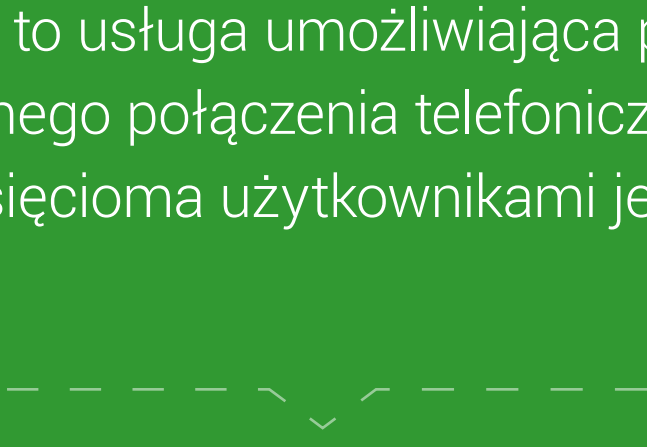 to usługa umożliwiająca p
nego połączenia telefonicz
sięcioma użytkownikami je